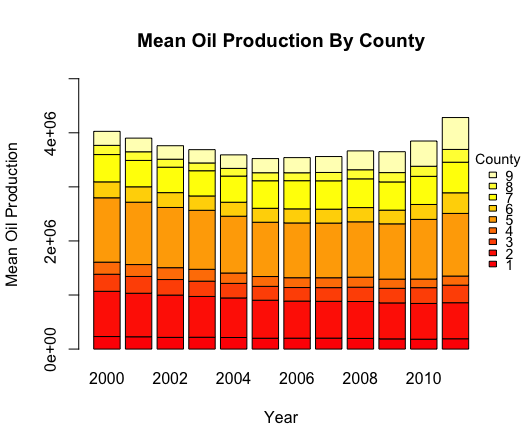 Mean Oil Production By County
Mean Oil Production
0e+00
2e+06
4e+06
County
9
8
7
6
5
4
3
2
1
2000
2002
2004
2006
2008
2010
Year